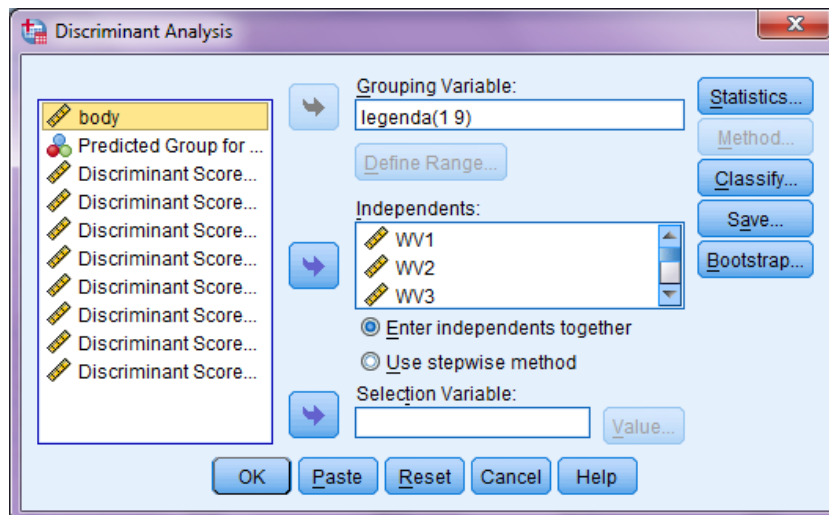 Discriminant Analysis
body
Predicted Group for ...
Discriminant Score...
Discriminant Score...
Discriminant Score...
Discriminant Score...
Discriminant Score...
Discriminant Score...
Discriminant Score...
Discriminant Score...
Grouping Variable:
legenda(1 9)
Define Range...
Independents:
WV1
WV2
WV3
Enter independents together
Use stepwise method
Selection Variable:
Value...
Statistics...
Method...
Classify...
Save...
Bootstrap...
OK Paste Reset Cancel Help